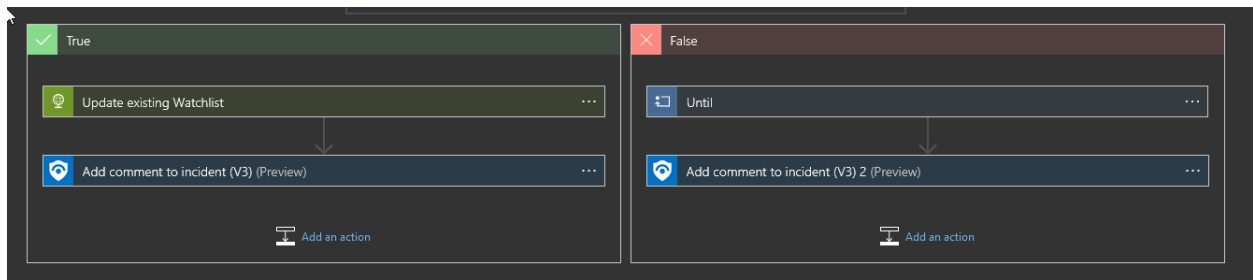 True
Update existing Watchlist
Add comment to incident (V3) (Preview)
Add an action
False
Until
Add comment to incident (V3) 2 (Preview)
Add an action